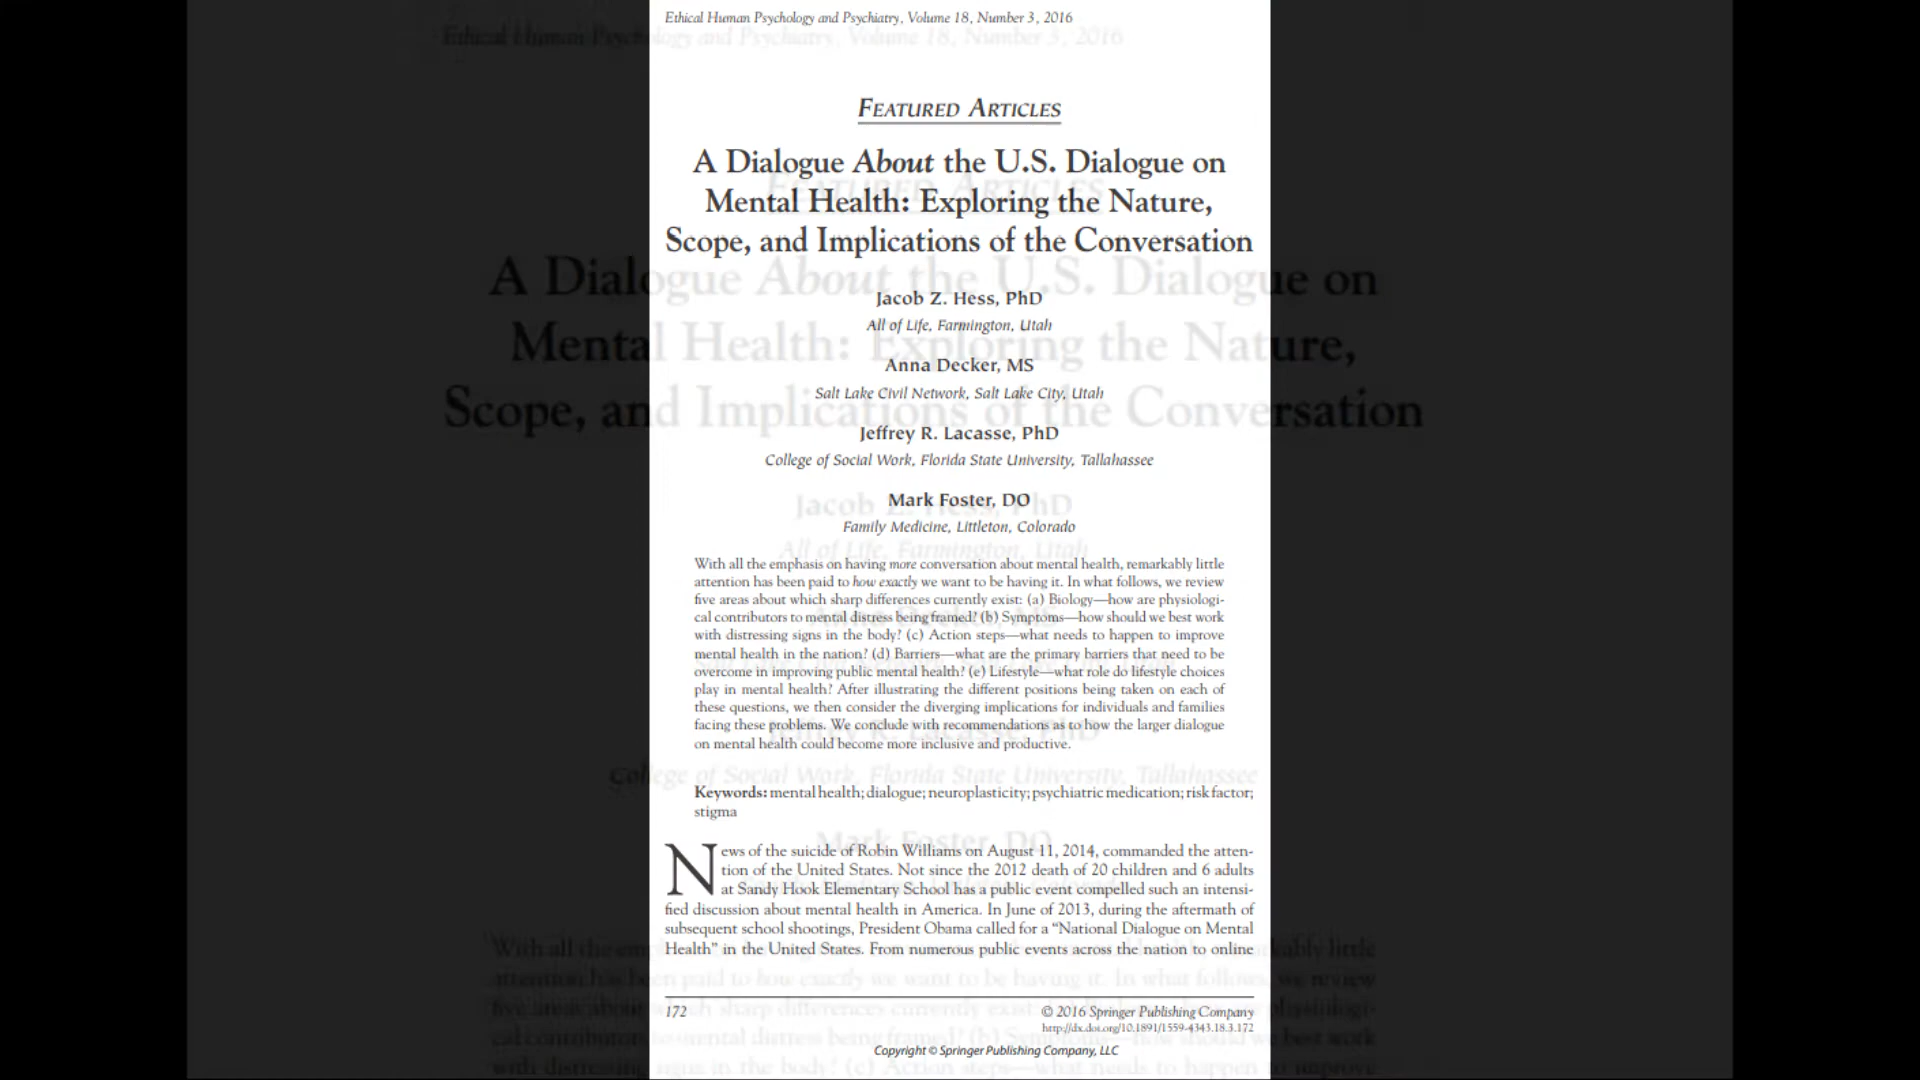 Ethical Human Psychology and Psychiatry, Volume 18, Number 3, 2016
FEATURED ARTICLES
A Dialogue About the U.S. Dialogue on
Mental Health: Exploring the Nature,
Scope, and Implications of the Conversation
Jacob Z. Hess, PhD
All of Life, Farmington, Utah
Anna Decker, MS
Salt Lake Civil Network, Salt Lake City, Utah
Jeffrey R. Lacasse, PhD
College of Social Work, Florida State University, Tallahassee
Mark Foster, DO
Family Medicine, Littleton, Colorado
With all the emphasis on having more conversation about mental health, remarkably little
attention has been paid to how exactly we want to be having it. In what follows, we review
five areas about which sharp differences currently exist: (a) Biology—how are physiologi-
cal contributors to mental distress being framed? (b) Symptoms—how should we best work
with distressing signs in the body? (c) Action steps—what needs to happen to improve
mental health in the nation? (d) Barriers—what are the primary barriers that need to be
overcome in improving public mental health? (e) Lifestyle—what role do lifestyle choices
play in mental health? After illustrating the different positions being taken on each of
these questions, we then consider the diverging implications for individuals and families
facing these problems. We conclude with recommendations as to how the larger dialogue
on mental health could become more inclusive and productive.
Keywords: mental health; dialogue; neuroplasticity; psychiatric medication; risk factor;
stigma
News of the suicide of Robin Williams on August 11, 2014, commanded the atten-
tion of the United States. Not since the 2012 death of 20 children and 6 adults
at Sandy Hook Elementary School has a public event compelled such an intensi-
fied discussion about mental health in America. In June of 2013, during the aftermath of
subsequent school shootings, President Obama called for a “National Dialogue on Mental
Health” in the United States. From numerous public events across the nation to online
172
© 2016 Springer Publishing Company
http://dx.doi.org/10.1891/1559-4343.18.3.172
Copyright © Springer Publishing Company, LLC